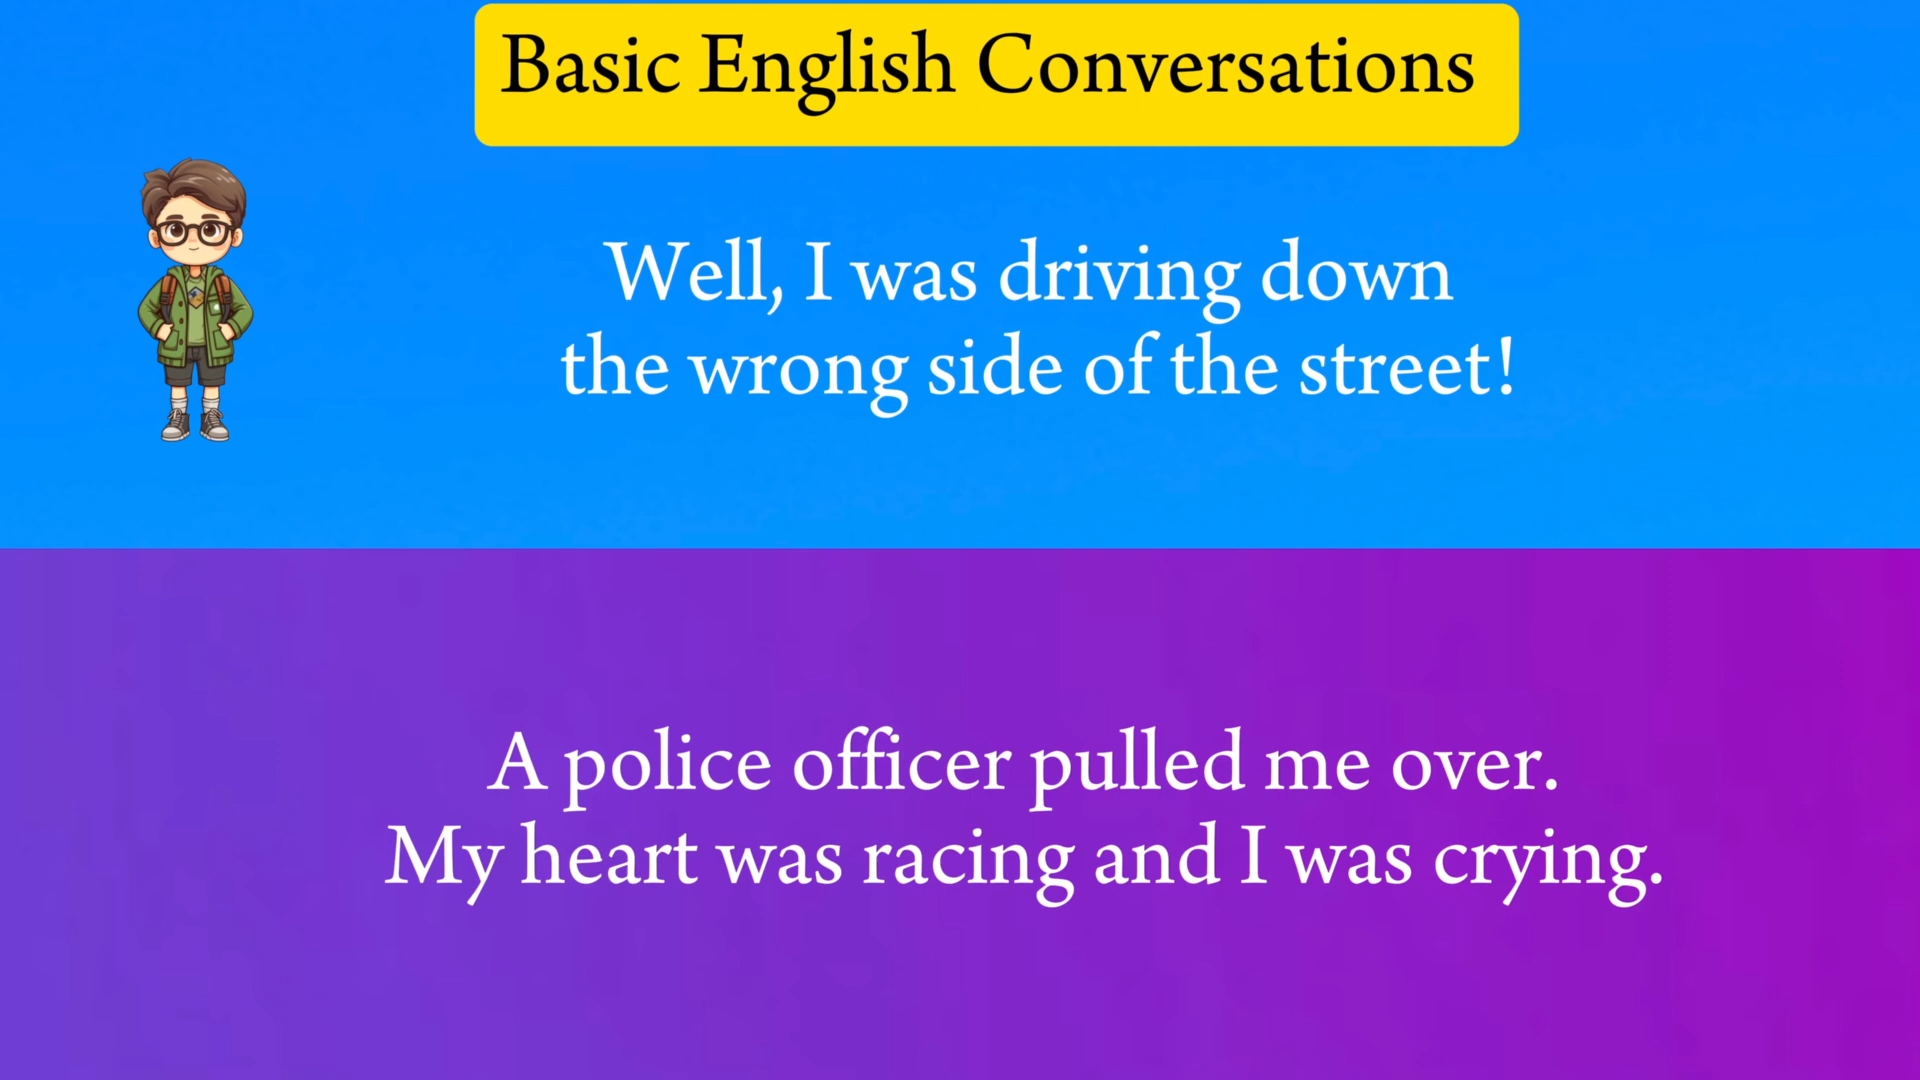 Basic English Conversations
Well, I was driving down
the wrong side of the street!
A police officer pulled me over.
My heart was racing and I was crying.